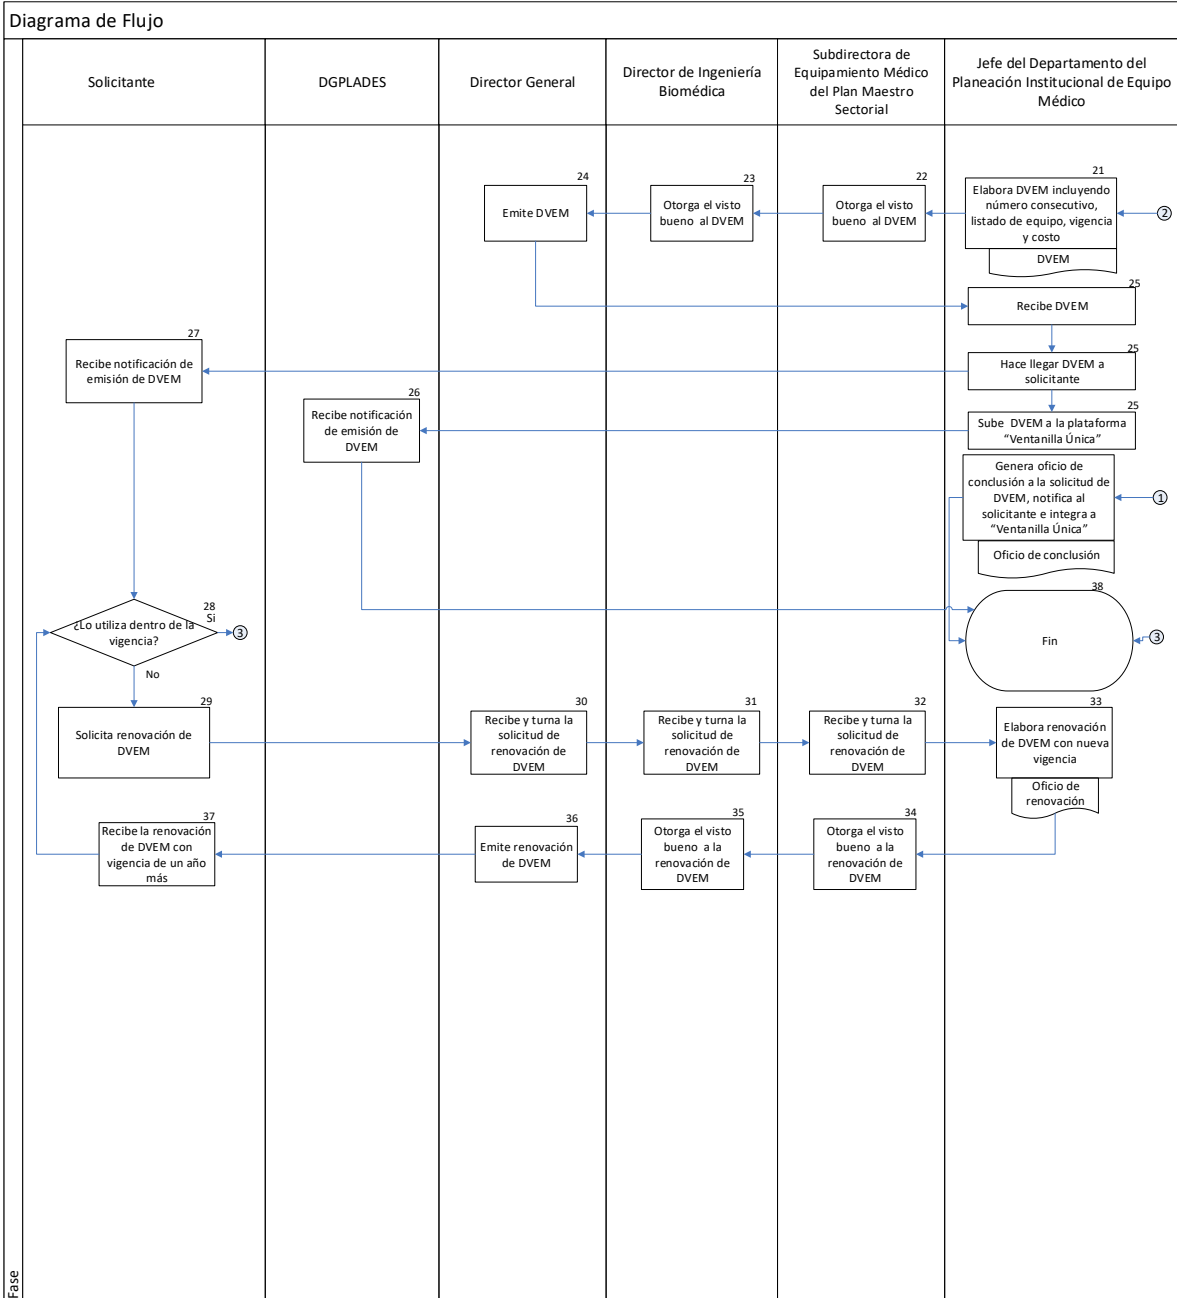 Diagrama de Flujo
Solicitante
DGPLADES
Director General
Director de Ingeniería
Biomédica
Subdirectora de
Equipamiento Médico
del Plan Maestro
Sectorial
Jefe del Departamento del
Planeación Institucional de Equipo
Médico
24
Emite DVEM
23
Otorga el visto
bueno al DVEM
22
Otorga el visto
bueno al DVEM
21
Elabora DVEM incluyendo
número consecutivo,
listado de equipo, vigencia
y costo
DVEM
2
25
Recibe DVEM
27
Recibe notificación de
emisión de DVEM
25
Hace llegar DVEM a
solicitante
26
Recibe notificación
de emisión de
DVEM
25
Sube DVEM a la plataforma
“Ventanilla Única”
Genera oficio de
conclusión a la solicitud de
DVEM, notifica al
solicitante e integra a
“Ventanilla Única”
Oficio de conclusión
1
28
Si
¿Lo utiliza dentro de la
vigencia?
3
No
38
Fin
3
29
Solicita renovación de
DVEM
30
Recibe y turna la
solicitud de
renovación de
DVEM
31
Recibe y turna la
solicitud de
renovación de
DVEM
32
Recibe y turna la
solicitud de
renovación de
DVEM
33
Elabora renovación
de DVEM con nueva
vigencia
Oficio de
renovación
37
Recibe la renovación
de DVEM con
vigencia de un año
más
36
Emite renovación
de DVEM
35
Otorga el visto
bueno a la
renovación de
DVEM
34
Otorga el visto
bueno a la
renovación de
DVEM
Fase